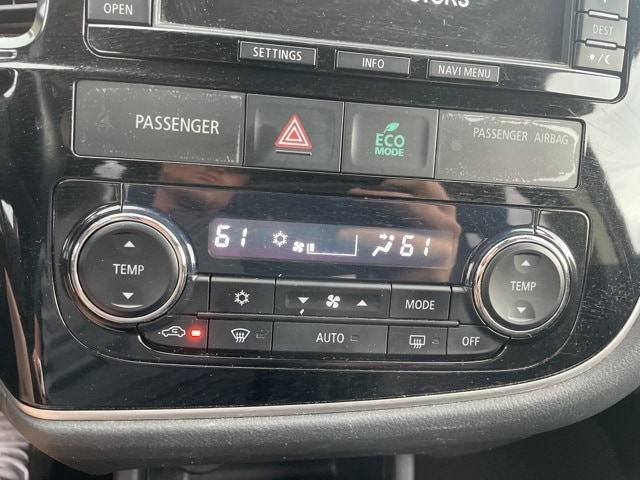 OPEN
SETTINGS
INFO
NAVI MENU
DEST
PASSENGER
ECO
MODE
PASSENGER AIRBAG
61
61
TEMP
MODE
TEMP
AUTO
OFF